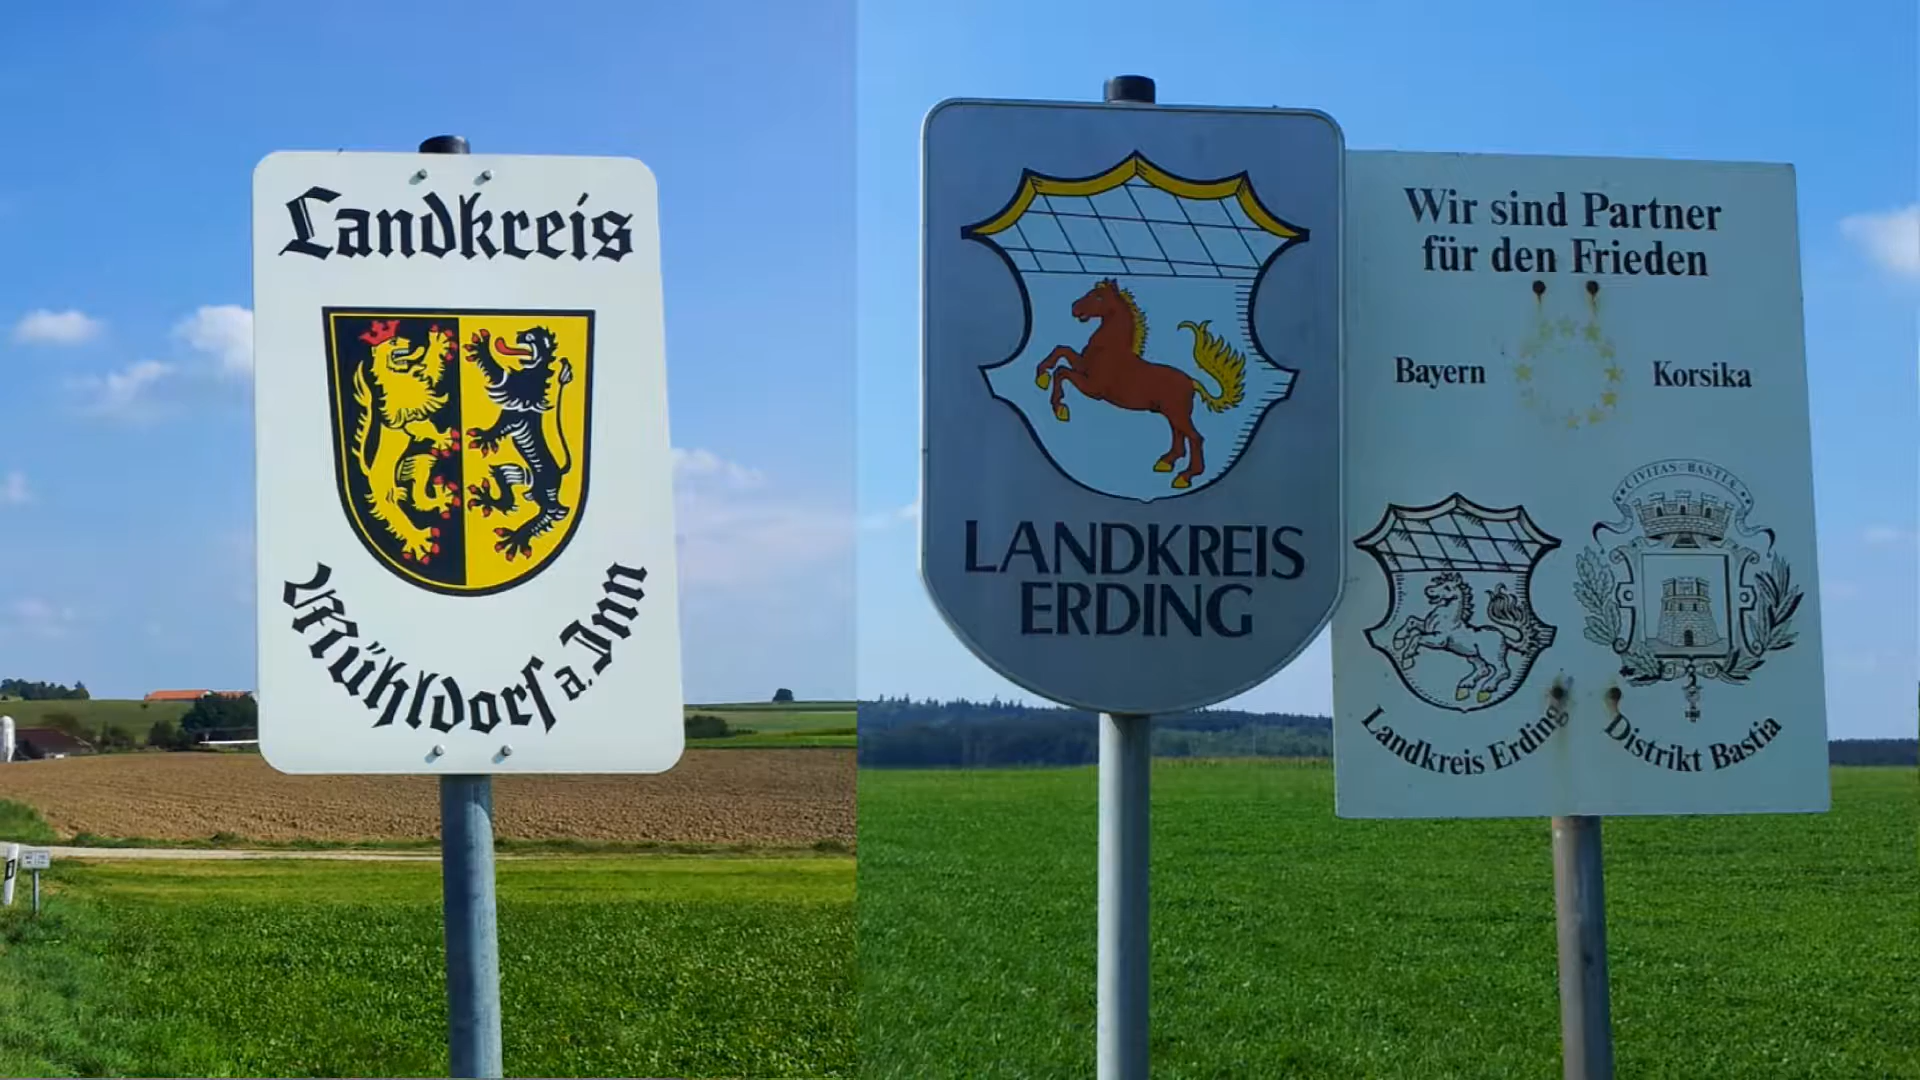 Landkreis
Mühldorf a. Inn
LANDKREIS
ERDING
Wir sind Partner
für den Frieden
Bayern
Korsika
CIVITAS BASTIA
Landkreis Erding
Distrikt Bastia